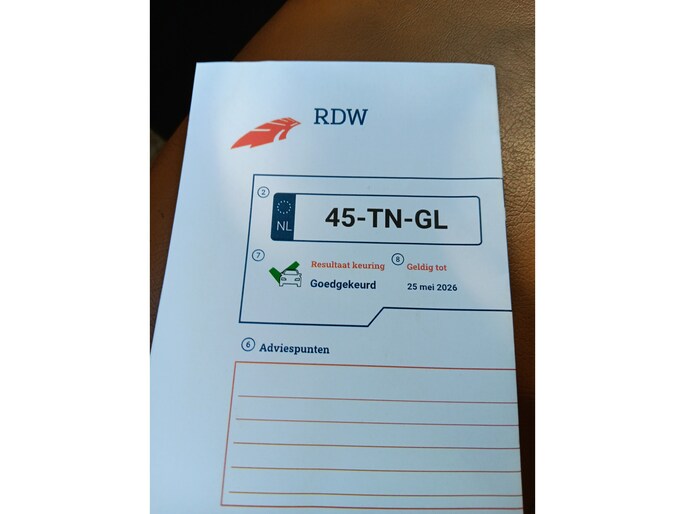 RDW
2
NL
45-TN-GL
7
Resultaat keuring
8
Geldig tot
Goedgekeurd
25 mei 2026
6 Adviespunten